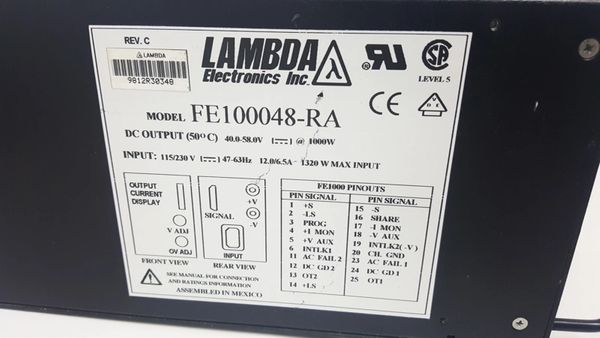 REV. C
LAMBDA
9812R30348
LAMBDA
Electronics Inc.
λ
LEVEL 5
CE
MODEL FE100048-RA
DC OUTPUT (50°C) 40.0-58.0V @ 1000W
INPUT: 115/230 V 47-63Hz 12.0/6.5A~ 1320 W MAX INPUT
OUTPUT
CURRENT
DISPLAY
V ADJ
OV ADJ
FRONT VIEW
SIGNAL
+V
-V
INPUT
REAR VIEW
SEE MANUAL FOR CONNECTION
AND RATINGS INFORMATION
ASSEMBLED IN MEXICO
FE1000 PINOUTS
PIN SIGNAL
1 +S
2 -LS
3 PROG
4 +I MON
5 +V AUX
6 INTLK1
11 AC FAIL 2
12 DC GD 2
13 OT2
14 +LS
PIN SIGNAL
15 -S
16 SHARE
17 -I MON
18 -V AUX
19 INTLK2(-V)
20 CH. GND
23 AC FAIL 1
24 DC GD 1
25 OT1